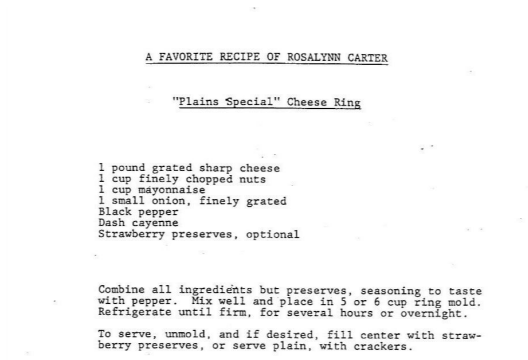 A FAVORITE RECIPE OF ROSALYNN CARTER
"Plains Special" Cheese Ring
1 pound grated sharp cheese
1 cup finely chopped nuts
1 cup mayonnaise
1 small onion, finely grated
Black pepper
Dash cayenne
Strawberry preserves, optional
Combine all ingredients but preserves, seasoning to taste
with pepper.  Mix well and place in 5 or 6 cup ring mold.
Refrigerate until firm, for several hours or overnight.
To serve, unmold, and if desired, fill center with straw-
berry preserves, or serve plain, with crackers.